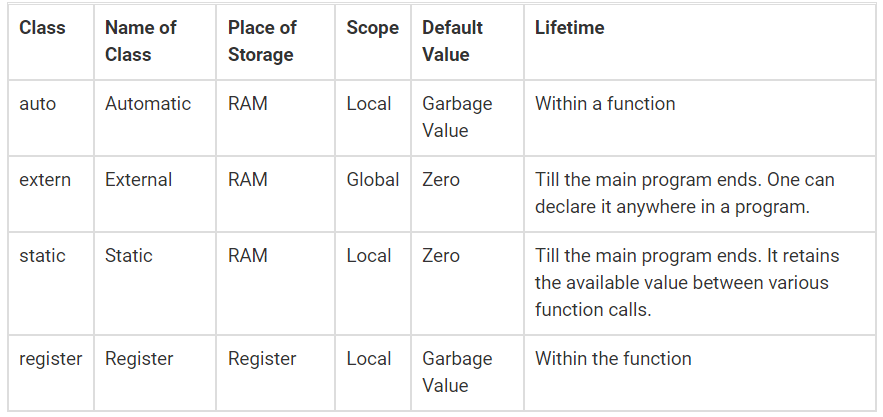 Class Name of Class Place of Storage Scope Default Value Lifetime
auto Automatic RAM Local Garbage Value Within a function
extern External RAM Global Zero Till the main program ends. One can declare it anywhere in a program.
static Static RAM Local Zero Till the main program ends. It retains the available value between various function calls.
register Register Register Local Garbage Value Within the function